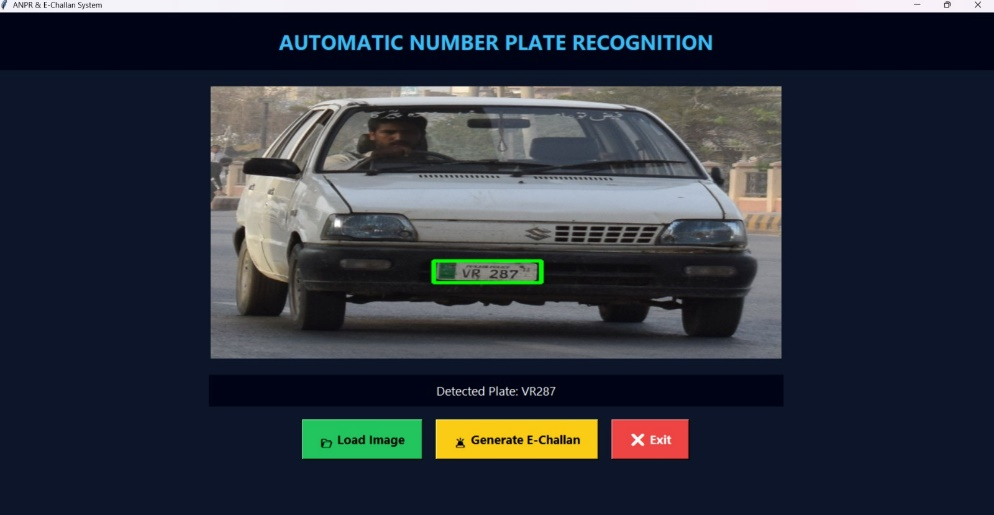 ANPR & E-Challan System
AUTOMATIC NUMBER PLATE RECOGNITION
VR 287
Detected Plate: VR287
Load Image
Generate E-Challan
Exit